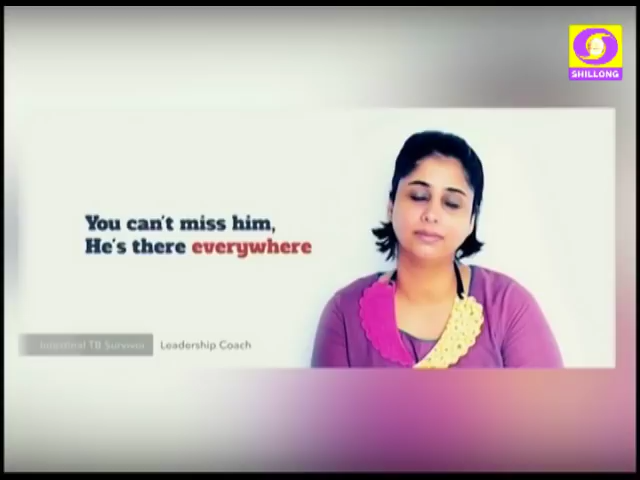 SHILLONG
You can't miss him,
He's there everywhere
Intestinal TB Survivor Leadership Coach